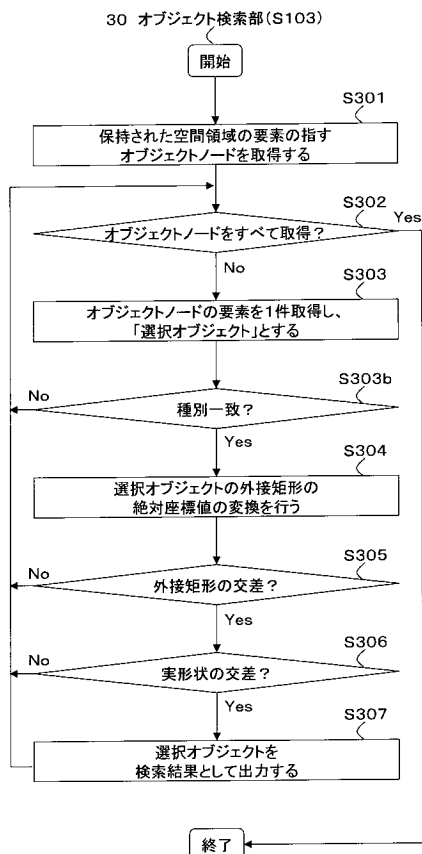 30 オブジェクト検索部(S103)
開始
S301
保持された空間領域の要素の指す
オブジェクトノードを取得する
S302
オブジェクトノードをすべて取得?
Yes
No
S303
オブジェクトノードの要素を1件取得し、
「選択オブジェクト」とする
S303b
種別一致?
No
Yes
S304
選択オブジェクトの外接矩形の
絶対座標値の変換を行う
S305
外接矩形の交差?
No
Yes
S306
実形状の交差?
No
Yes
S307
選択オブジェクトを
検索結果として出力する
終了